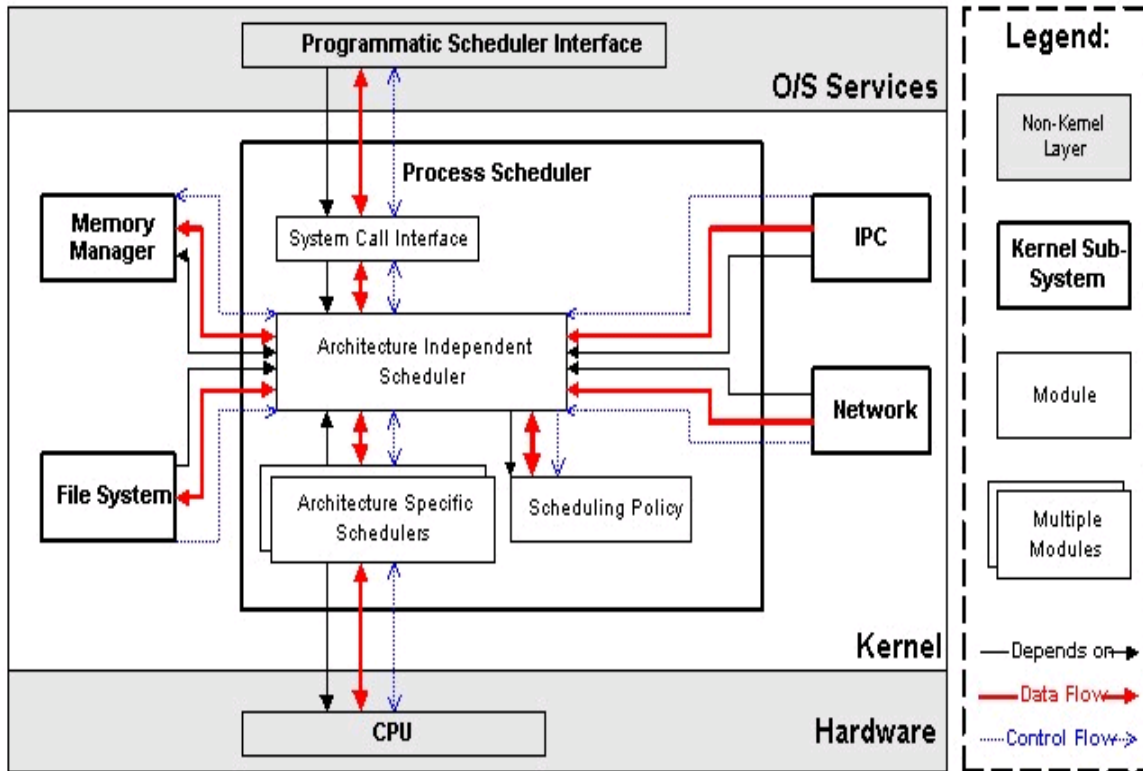 Programmatic Scheduler Interface
O/S Services
Process Scheduler
Memory
Manager
System Call Interface
IPC
Architecture Independent
Scheduler
Network
File System
Architecture Specific
Schedulers
Scheduling Policy
Kernel
CPU
Hardware
Legend:
Non-Kernel
Layer
Kernel Sub-
System
Module
Multiple
Modules
Depends on
Data Flow
Control Flow